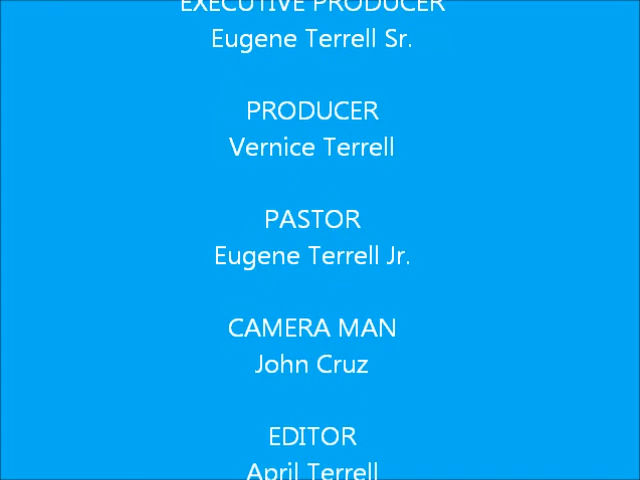 EXECUTIVE PRODUCER
Eugene Terrell Sr.
PRODUCER
Vernice Terrell
PASTOR
Eugene Terrell Jr.
CAMERA MAN
John Cruz
EDITOR
April Terrell